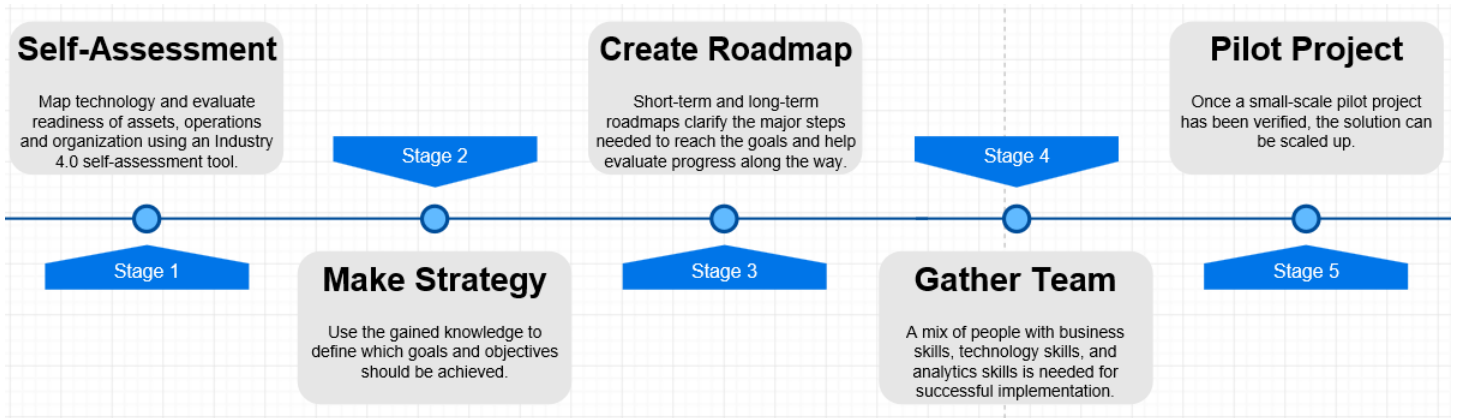 Self-Assessment
Map technology and evaluate
readiness of assets, operations
and organization using an Industry
4.0 self-assessment tool.
Stage 1
Stage 2
Make Strategy
Use the gained knowledge to
define which goals and objectives
should be achieved.
Create Roadmap
Short-term and long-term
roadmaps clarify the major steps
needed to reach the goals and help
evaluate progress along the way.
Stage 3
Stage 4
Gather Team
A mix of people with business
skills, technology skills, and
analytics skills is needed for
successful implementation.
Pilot Project
Once a small-scale pilot project
has been verified, the solution can
be scaled up.
Stage 5